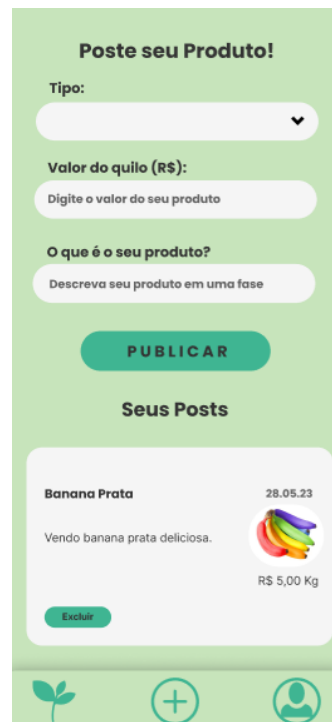 Poste seu Produto!
Tipo:
Valor do quilo (R$):
Digite o valor do seu produto
O que é o seu produto?
Descreva seu produto em uma fase
PUBLICAR
Seus Posts
Banana Prata
28.05.23
Vendo banana prata deliciosa.
R$ 5,00 Kg
Excluir